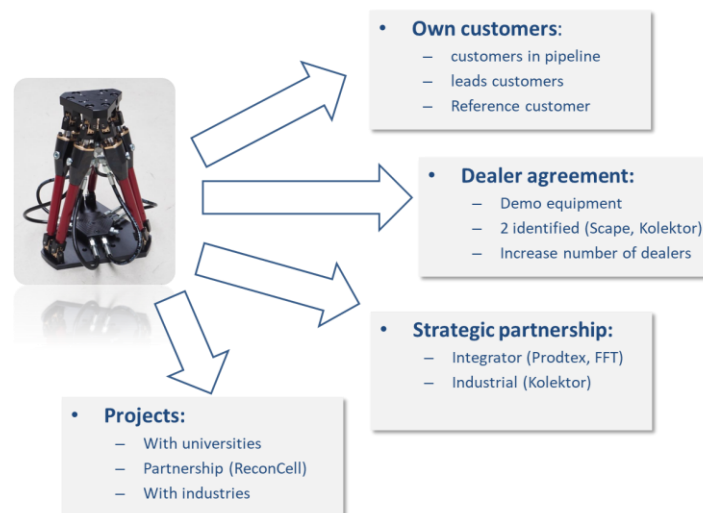 • Own customers:
– customers in pipeline
– leads customers
– Reference customer
• Dealer agreement:
– Demo equipment
– 2 identified (Scape, Kolektor)
– Increase number of dealers
• Strategic partnership:
– Integrator (Prodtex, FFT)
– Industrial (Kolektor)
• Projects:
– With universities
– Partnership (ReconCell)
– With industries